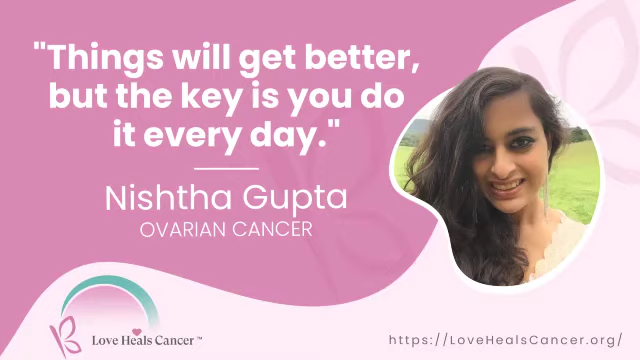 "Things will get better,
but the key is you do
it every day."
Nishtha Gupta
OVARIAN CANCER
Love Heals Cancer™
https://LoveHealsCancer.org/